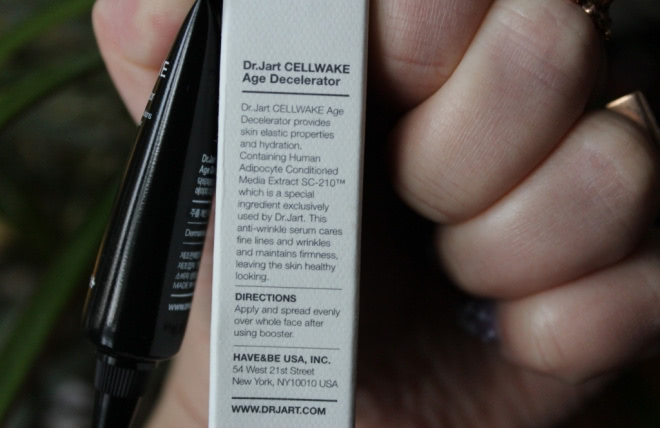 Dr.Jart CELLWAKE
Age Decelerator
Dr.Jart CELLWAKE Age
Decelerator provides
skin elastic properties
and hydration.
Containing Human
Adipocyte Conditioned
Media Extract SC-210™
which is a special
ingredient exclusively
used by Dr.Jart. This
anti-wrinkle serum cares
fine lines and wrinkles
and maintains firmness,
leaving the skin healthy
looking.
DIRECTIONS
Apply and spread evenly
over whole face after
using booster.
HAVE&BE USA, INC.
54 West 21st Street
New York, NY10010 USA
WWW.DRJART.COM